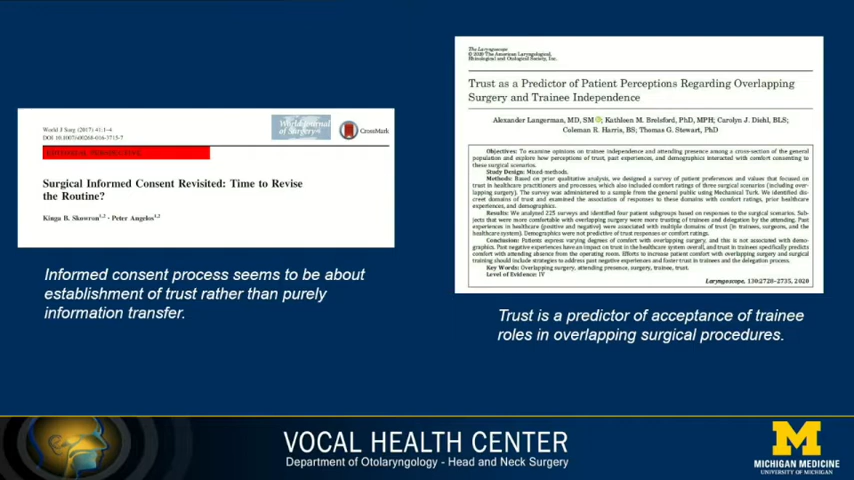 World J Surg (2017) 41:1–4
DOI 10.1007/s00268-016-3715-7
World Journal
of Surgery
CrossMark
EDITORIAL PERSPECTIVE
Surgical Informed Consent Revisited: Time to Revise
the Routine?
Kinga B. Skowron1,2 · Peter Angelos1,2
Informed consent process seems to be about
establishment of trust rather than purely
information transfer.
The Laryngoscope
© 2020 The American Laryngological,
Rhinological and Otological Society, Inc.
Trust as a Predictor of Patient Perceptions Regarding Overlapping
Surgery and Trainee Independence
Alexander Langerman, MD, SM; Kathleen M. Brelsford, PhD, MPH; Carolyn J. Diehl, BLS;
Coleman R. Harris, BS; Thomas G. Stewart, PhD
Objectives: To examine opinions on trainee independence and attending presence among a cross-section of the general
population and explore how perceptions of trust, past experiences, and demographics interacted with comfort consenting to
these surgical scenarios.
Study Design: Mixed-methods.
Methods: Based on prior qualitative analysis, we designed a survey of patient preferences and values that focused on
trust in healthcare practitioners and processes, which also included comfort ratings of three surgical scenarios (including over-
lapping surgery). The survey was administered to a sample from the general public using Mechanical Turk. We identified dis-
creet domains of trust and examined the association of responses to these domains with comfort ratings, prior healthcare
experiences, and demographics.
Results: We analyzed 225 surveys and identified four patient subgroups based on responses to the surgical scenarios. Sub-
jects that were more comfortable with overlapping surgery were more trusting of trainees and delegation by the attending. Past
experiences in healthcare (positive and negative) were associated with multiple domains of trust (in trainees, surgeons, and the
healthcare system). Demographics were not predictive of trust responses or comfort ratings.
Conclusion: Patients express varying degrees of comfort with overlapping surgery, and this is not associated with demo-
graphics. Past negative experiences have an impact on trust in the healthcare system overall, and trust in trainees specifically predicts
comfort with attending absence from the operating room. Efforts to increase patient comfort with overlapping surgery and surgical
training should include strategies to address past negative experiences and foster trust in trainees and the delegation process.
Key Words: Overlapping surgery, attending presence, surgery, trainee, trust.
Level of Evidence: IV
Laryngoscope, 130:2728–2735, 2020
Trust is a predictor of acceptance of trainee
roles in overlapping surgical procedures.
VOCAL HEALTH CENTER
Department of Otolaryngology - Head and Neck Surgery
M
MICHIGAN MEDICINE
UNIVERSITY OF MICHIGAN